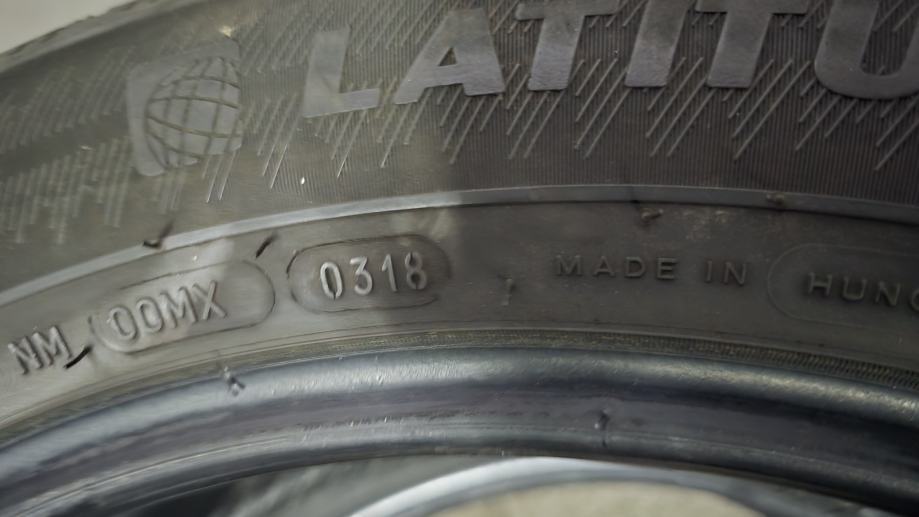 LATITU
NM 00MX 0318 MADE IN HUNG